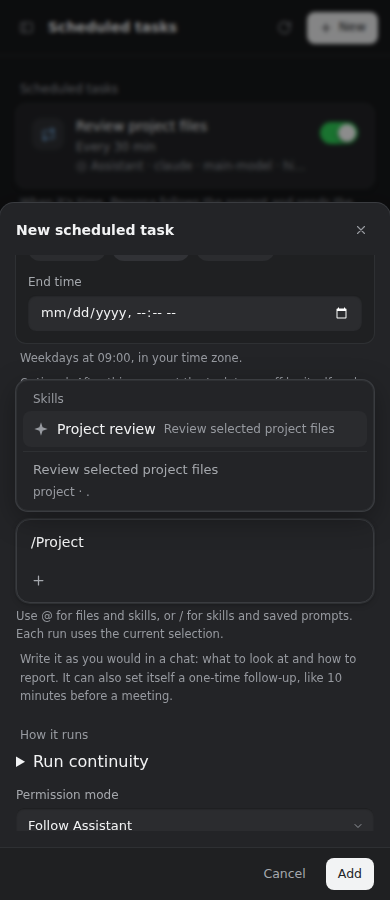 Scheduled tasks
New
Scheduled tasks
Review project files
Every 30 min
Assistant · claude · main-model ·
New scheduled task
End time
mm/dd/yyyy, --:-- --
Weekdays at 09:00, in your time zone.
Skills
Project review Review selected project files
Review selected project files
project · .
/Project
+
Use @ for files and skills, or / for skills and saved prompts.
Each run uses the current selection.
Write it as you would in a chat: what to look at and how to
report. It can also set itself a one-time follow-up, like 10
minutes before a meeting.
How it runs
Run continuity
Permission mode
Follow Assistant
Cancel
Add